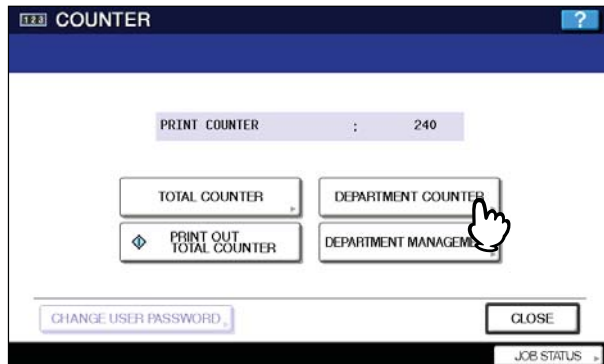 123 COUNTER ?
PRINT COUNTER : 240
TOTAL COUNTER
DEPARTMENT COUNTER
PRINT OUT
TOTAL COUNTER
DEPARTMENT MANAGEME
CHANGE USER PASSWORD
CLOSE
JOB STATUS